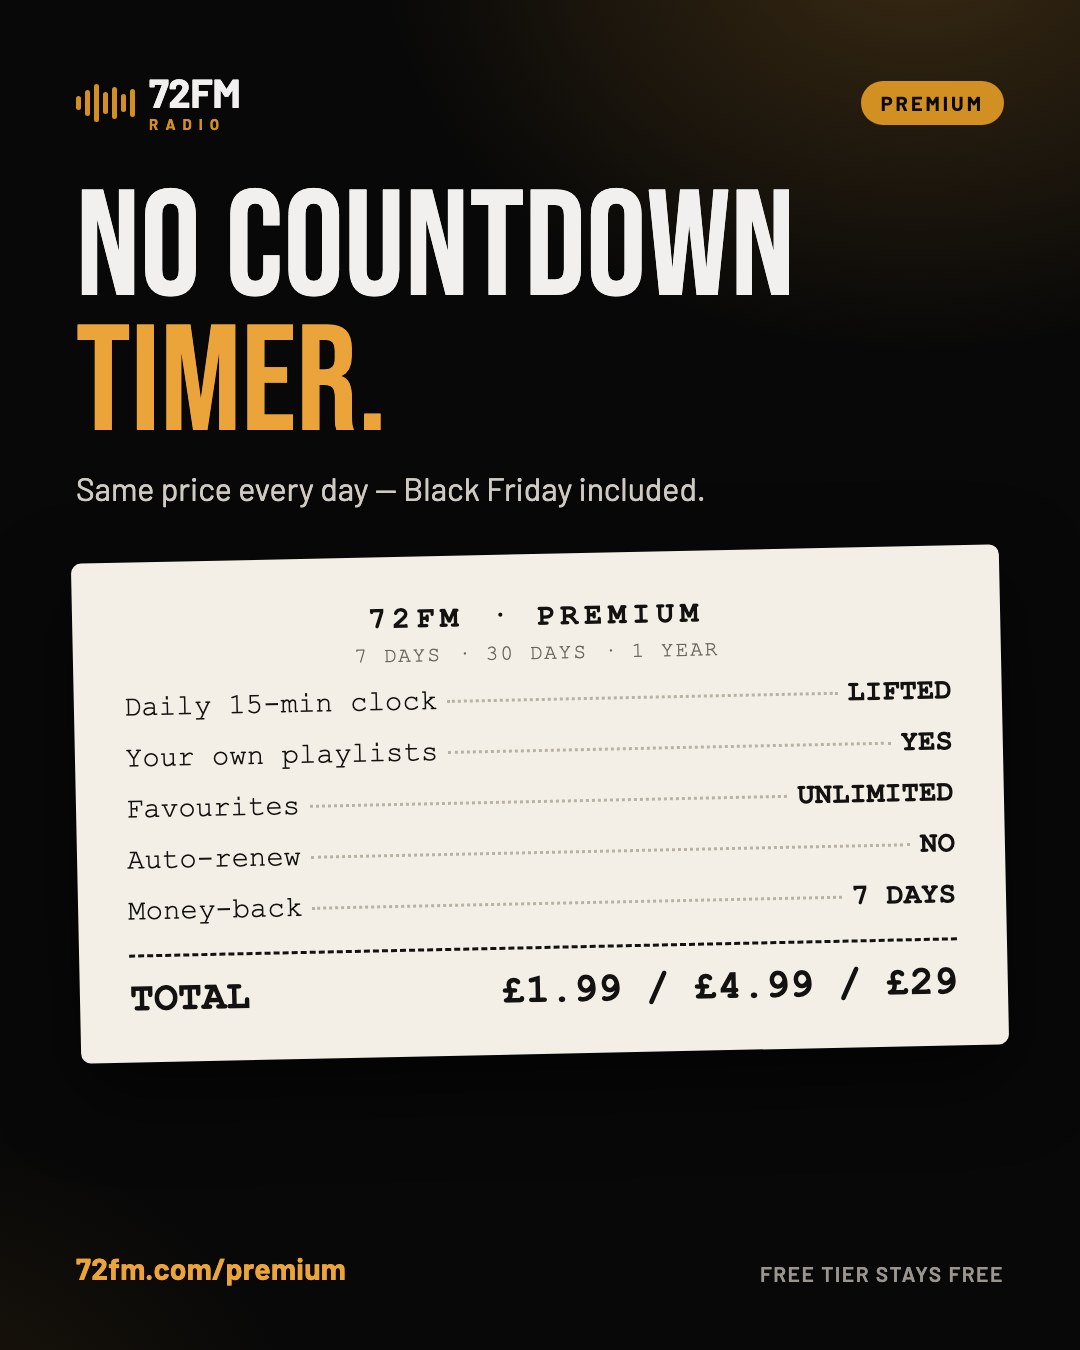 72FM
RADIO
PREMIUM
NO COUNTDOWN
TIMER.
Same price every day — Black Friday included.
72FM · PREMIUM
7 DAYS · 30 DAYS · 1 YEAR
Daily 15-min clock LIFTED
Your own playlists YES
Favourites UNLIMITED
Auto-renew NO
Money-back 7 DAYS
TOTAL £1.99 / £4.99 / £29
72fm.com/premium
FREE TIER STAYS FREE